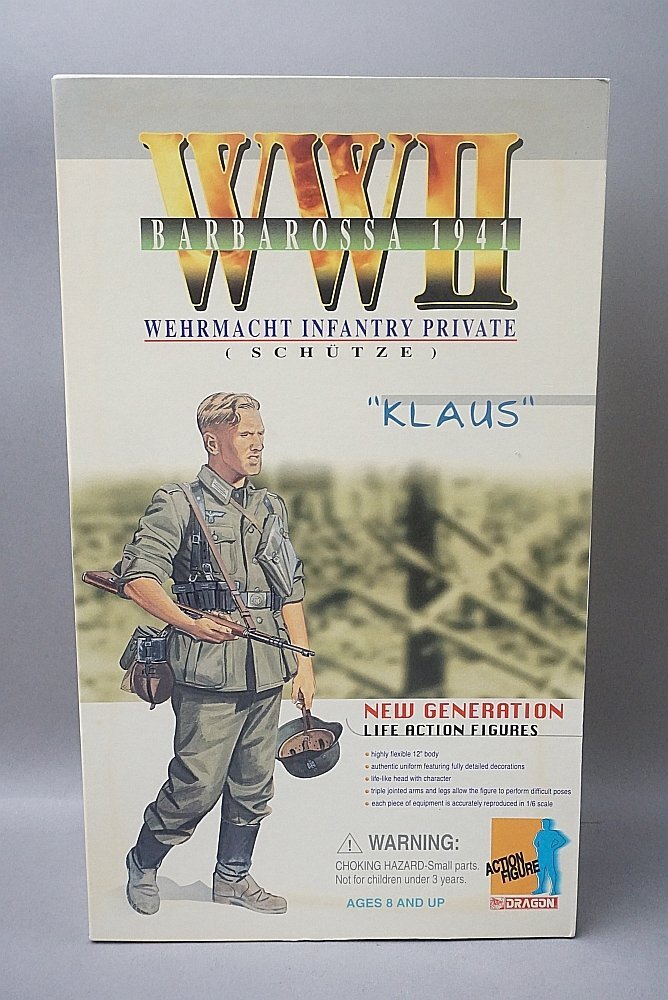 WWII
BARBAROSSA 1941
WEHRMACHT INFANTRY PRIVATE
( SCHÜTZE )
"KLAUS"
NEW GENERATION
LIFE ACTION FIGURES
• highly flexible 12" body
• authentic uniform featuring fully detailed decorations
• life-like head with character
• triple jointed arms and legs allow the figure to perform difficult poses
• each piece of equipment is accurately reproduced in 1/6 scale
WARNING:
CHOKING HAZARD-Small parts.
Not for children under 3 years.
AGES 8 AND UP
ACTION
FIGURE
DRAGON